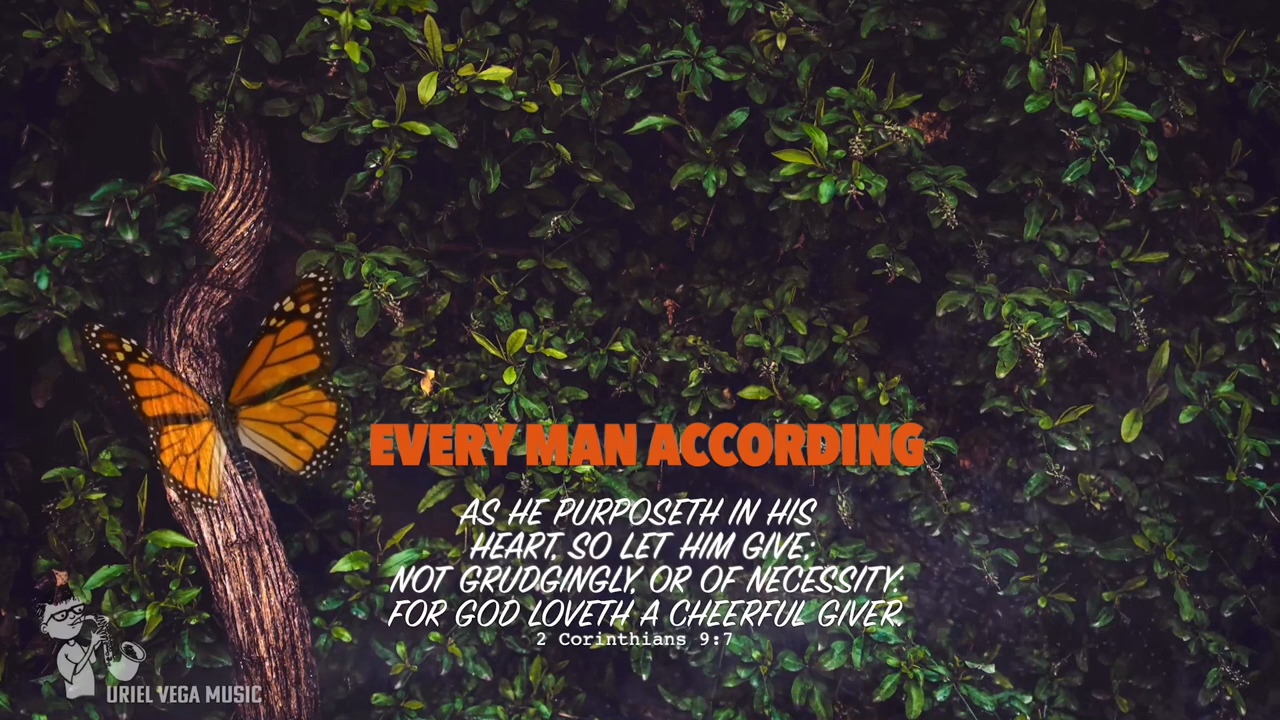 EVERY MAN ACCORDING
AS HE PURPOSETH IN HIS
HEART, SO LET HIM GIVE;
NOT GRUDGINGLY, OR OF NECESSITY:
FOR GOD LOVETH A CHEERFUL GIVER.
2 Corinthians 9:7
URIEL VEGA MUSIC